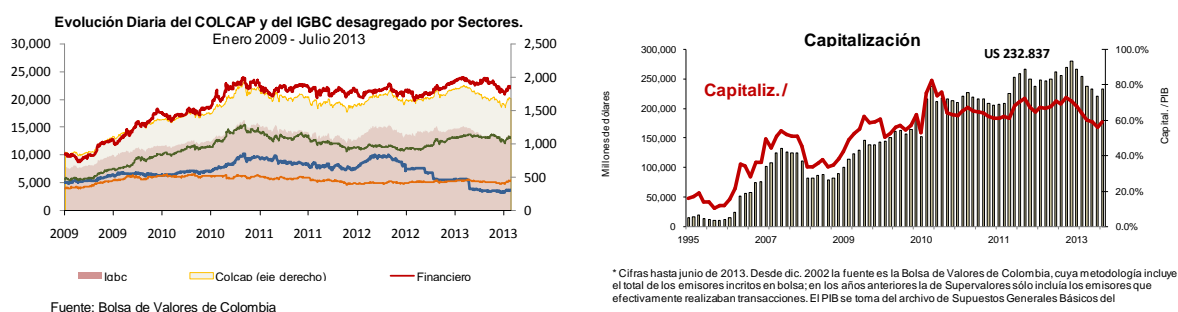 Evolución Diaria del COLCAP y del IGBC desagregado por Sectores.
Enero 2009 - Julio 2013
30,000
25,000
20,000
15,000
10,000
5,000
0
2,500
2,000
1,500
1,000
500
0
2009 2009 2010 2010 2010 2011 2012 2012 2013 2013
Igbc
Colcap (eje derecho)
Financiero
Fuente: Bolsa de Valores de Colombia
Capitalización
US 232.837
Capitaliz./
Millones de dólares
300,000
250,000
200,000
150,000
100,000
50,000
0
100.0%
80.0%
60.0%
40.0%
20.0%
0.0%
Capital. / PIB
1995 2007 2009 2010 2011 2013
* Cifras hasta junio de 2013. Desde dic. 2002 la fuente es la Bolsa de Valores de Colombia, cuya metodología incluye
el total de los emisores incritos en bolsa; en los años anteriores la de Supervalores sólo incluía los emisores que
efectivamente realizaban transacciones. El PIB se toma del archivo de Supuestos Generales Básicos del